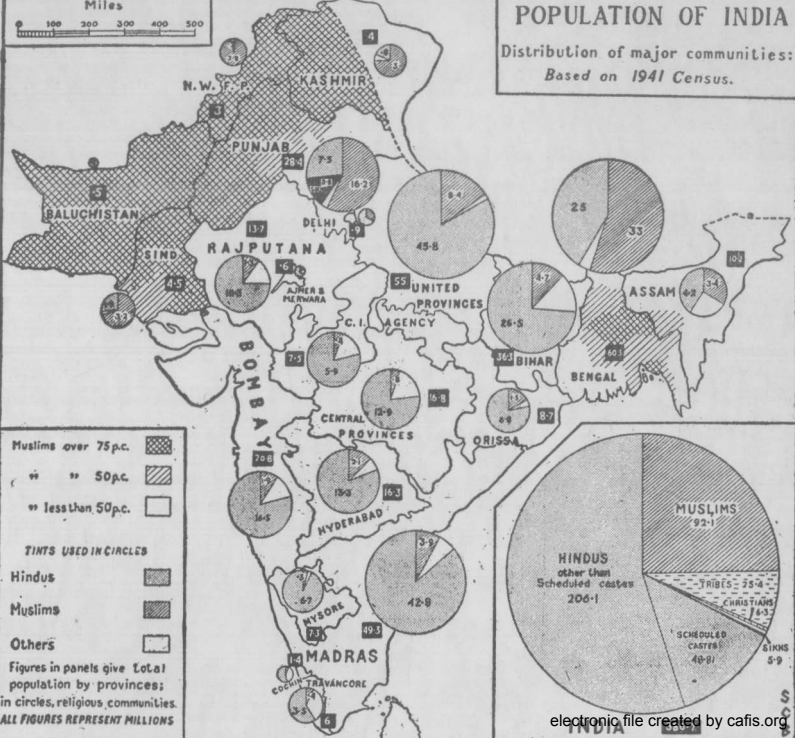 Miles
0 100 200 300 400 500
POPULATION OF INDIA
Distribution of major communities:
Based on 1941 Census.
4
KASHMIR
N. W. F. P.
3
PUNJAB
28·4
7·5
16·2
8·4
45·8
25
33
·5
BALUCHISTAN
DELHI
·9
13·7
RAJPUTANA
SIND
4·5
·6
AJMER &
MERWARA
55
UNITED
PROVINCES
10·2
ASSAM
3·4
4·2
C. I.
AGENCY
4·7
26·5
36·3
BIHAR
60·3
BENGAL
7·5
5·9
BOMBAY
12·9
16·8
CENTRAL
PROVINCES
8·7
ORISSA
20·8
16·5
2·1
16·3
HYDERABAD
3·9
42·8
6·7
MYSORE
7·3
49·3
MADRAS
1·4
COCHIN
TRAVANCORE
3·5
6
Muslims over 75 p.c.
" " 50 p.c.
" less than 50 p.c.
TINTS USED IN CIRCLES
Hindus
Muslims
Others
Figures in panels give total
population by provinces;
in circles, religious communities.
ALL FIGURES REPRESENT MILLIONS
MUSLIMS
92·1
HINDUS
other than
Scheduled castes
206·1
TRIBES - 25·4
CHRISTIANS
6·3
SIKHS
5·9
SCHEDULED
CASTES
48·81
INDIA
electronic file created by cafis.org